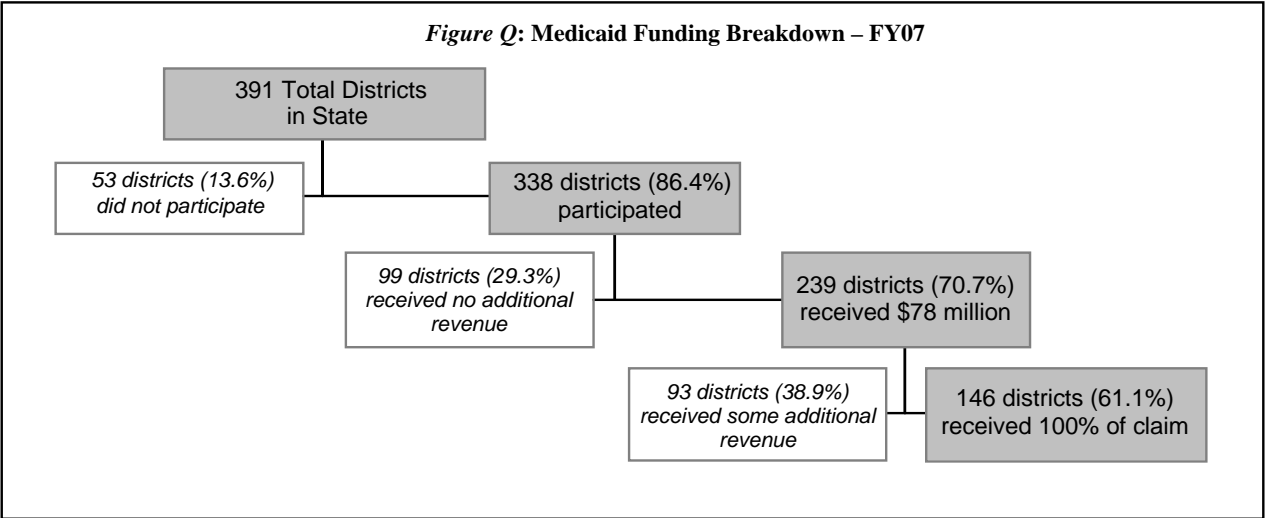 Figure Q: Medicaid Funding Breakdown – FY07
391 Total Districts
in State
53 districts (13.6%)
did not participate
338 districts (86.4%)
participated
99 districts (29.3%)
received no additional
revenue
239 districts (70.7%)
received $78 million
93 districts (38.9%)
received some additional
revenue
146 districts (61.1%)
received 100% of claim